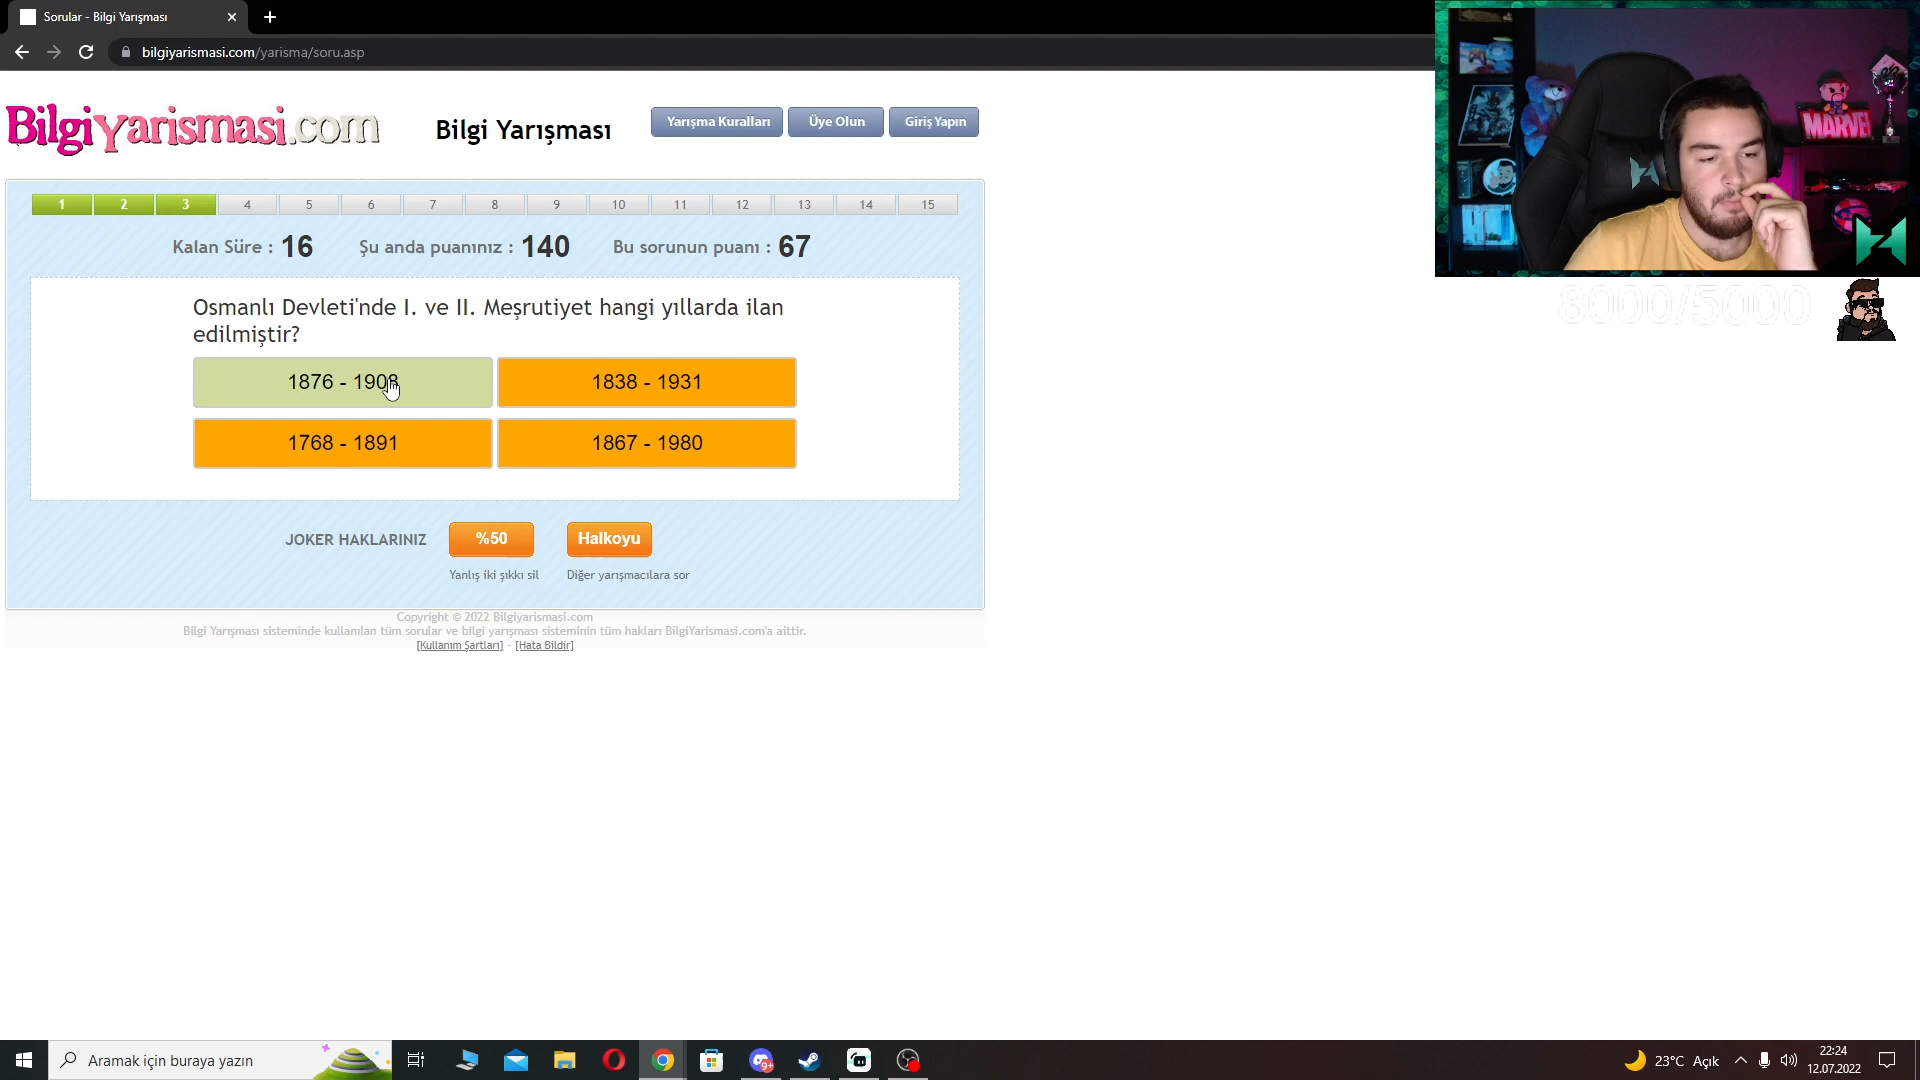 Sorular - Bilgi Yarışması
bilgiyarismasi.com/yarisma/soru.asp
Bilgiyarismasi.com
Bilgi Yarışması
Yarışma Kuralları
Üye Olun
Giriş Yapın
MARVEL
1 2 3 4 5 6 7 8 9 10 11 12 13 14 15
Kalan Süre : 16 Şu anda puanınız : 140 Bu sorunun puanı : 67
8000/5000
Osmanlı Devleti'nde I. ve II. Meşrutiyet hangi yıllarda ilan
edilmiştir?
1876 - 1908
1838 - 1931
1768 - 1891
1867 - 1980
JOKER HAKLARINIZ
%50
Halkoyu
Yanlış iki şıkkı sil
Diğer yarışmacılara sor
Copyright © 2022 Bilgiyarismasi.com
Bilgi Yarışması sisteminde kullanılan tüm sorular ve bilgi yarışması sisteminin tüm hakları BilgiYarismasi.com'a aittir.
[Kullanım Şartları] - [Hata Bildir]
Aramak için buraya yazın
9+
23°C Açık
22:24
12.07.2022